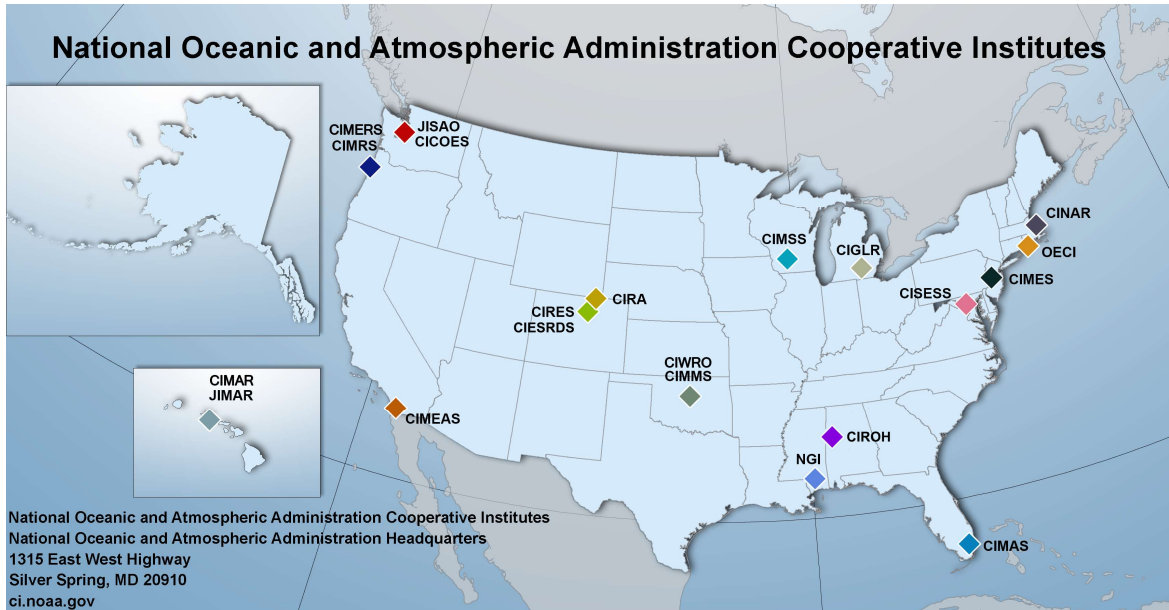 National Oceanic and Atmospheric Administration Cooperative Institutes
CIMERS
CIMRS
JISAO
CICOES
CINAR
OECI
CIMSS
CIGLR
CIMES
CISESS
CIRA
CIRES
CIESRDS
CIWRO
CIMMS
CIMAR
JIMAR
CIMEAS
CIROH
NGI
CIMAS
National Oceanic and Atmospheric Administration Cooperative Institutes
National Oceanic and Atmospheric Administration Headquarters
1315 East West Highway
Silver Spring, MD 20910
ci.noaa.gov